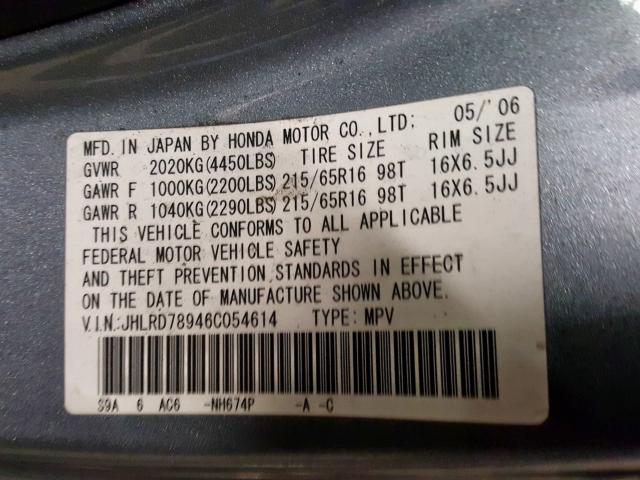 MFD. IN JAPAN BY HONDA MOTOR CO.,LTD: 05/'06
GVWR 2020KG(4450LBS) TIRE SIZE RIM SIZE
GAWR F 1000KG(2200LBS) 215/65R16 98T 16X6.5JJ
GAWR R 1040KG(2290LBS) 215/65R16 98T 16X6.5JJ
THIS VEHICLE CONFORMS TO ALL APPLICABLE
FEDERAL MOTOR VEHICLE SAFETY
AND THEFT PREVENTION STANDARDS IN EFFECT
ON THE DATE OF MANUFACTURE SHOWN ABOVE.
V.I.N.:JHLRD78946C054614 TYPE: MPV
S9A 6 AC6 -NH674P -A -C